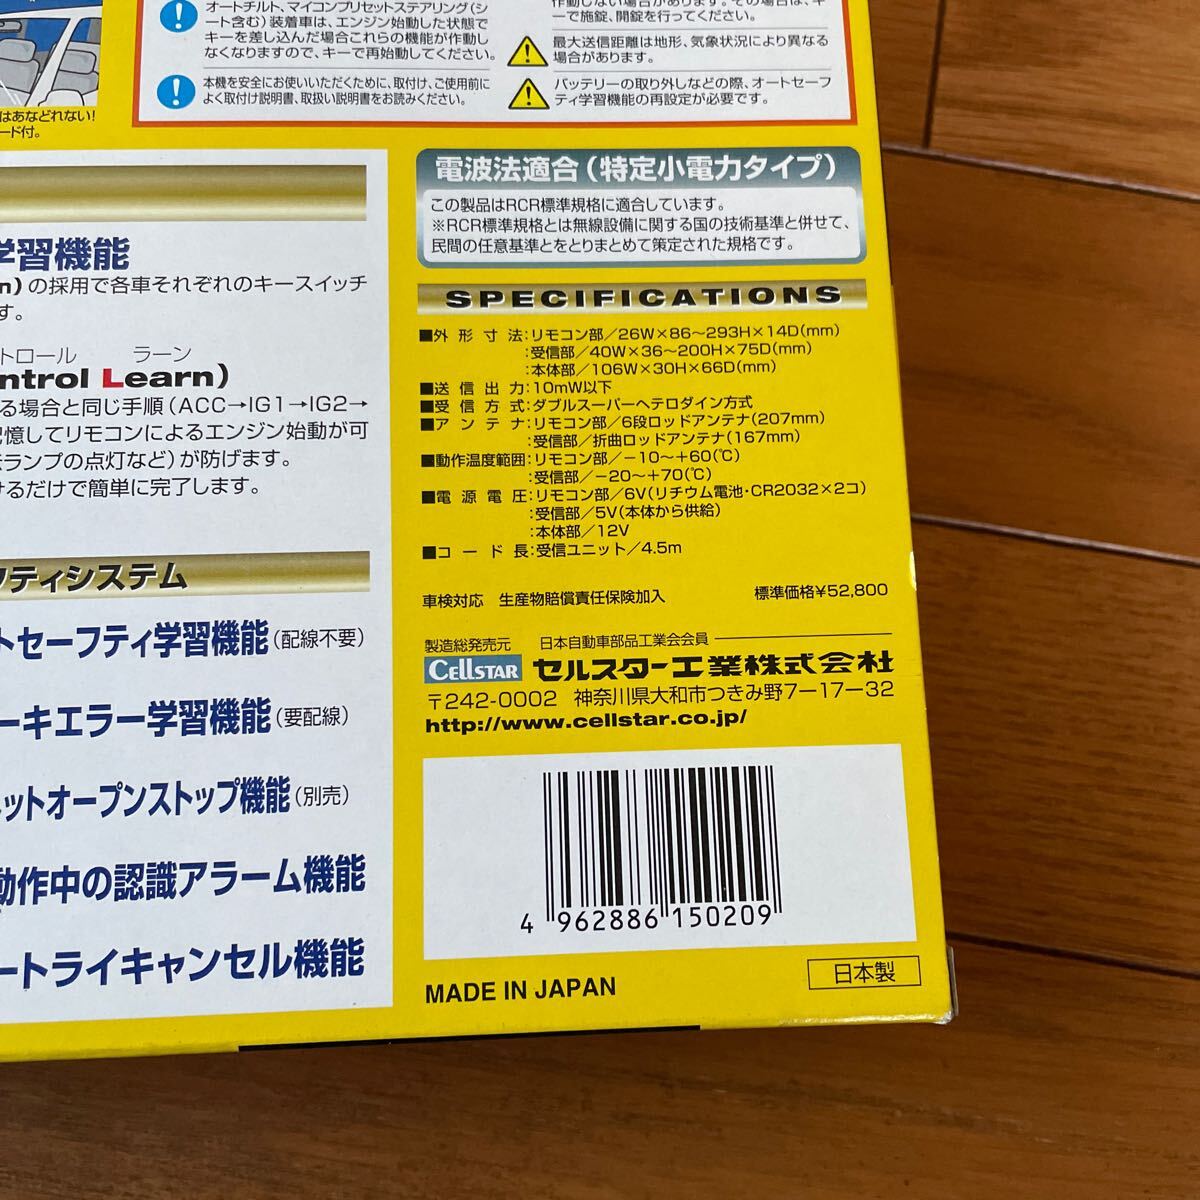 オートチルト、マイコンプリセットステアリング(シ
ート含む)装着車は、エンジン始動した状態で
キーを差し込んだ場合これらの機能が作動し
なくなりますので、キーで再始動してください。
本機を安全にお使いいただくために、取付け、ご使用前に
よく取付け説明書、取扱い説明書をお読みください。
で施錠、開錠を行ってください。
最大送信距離は地形、気象状況により異なる
場合があります。
バッテリーの取り外しなどの際、オートセーフ
ティ学習機能の再設定が必要です。
はあなどれない!
ード付。
学習機能
の採用で各車それぞれのキースイッチ
す。
トロール ラーン
ntrol Learn)
る場合と同じ手順(ACC→IG1→IG2→
記憶してリモコンによるエンジン始動が可
ランプの点灯など)が防げます。
けるだけで簡単に完了します。
フティシステム
トセーフティ学習機能(配線不要)
ーキエラー学習機能(要配線)
ネットオープンストップ機能(別売)
動作中の認識アラーム機能
ートライキャンセル機能
電波法適合(特定小電力タイプ)
この製品はRCR標準規格に適合しています。
※RCR標準規格とは無線設備に関する国の技術基準と併せて、
民間の任意基準とをとりまとめて策定された規格です。
SPECIFICATIONS
■外形寸法:リモコン部/26W×86〜293H×14D(mm)
:受信部/40W×36〜200H×75D(mm)
:本体部/106W×30H×66D(mm)
■送信出力:10mW以下
■受信方式:ダブルスーパーヘテロダイン方式
■アンテナ:リモコン部/6段ロッドアンテナ(207mm)
:受信部/折曲ロッドアンテナ(167mm)
■動作温度範囲:リモコン部/−10〜+60(℃)
:受信部/−20〜+70(℃)
■電源電圧:リモコン部/6V(リチウム電池・CR2032×2コ)
:受信部/5V(本体から供給)
:本体部/12V
■コード長:受信ユニット/4.5m
車検対応 生産物賠償責任保険加入 標準価格¥52,800
製造総発売元 日本自動車部品工業会会員
CELLSTAR セルスター工業株式会社
〒242-0002 神奈川県大和市つきみ野7-17-32
http://www.cellstar.co.jp/
4 962886 150209
MADE IN JAPAN
日本製